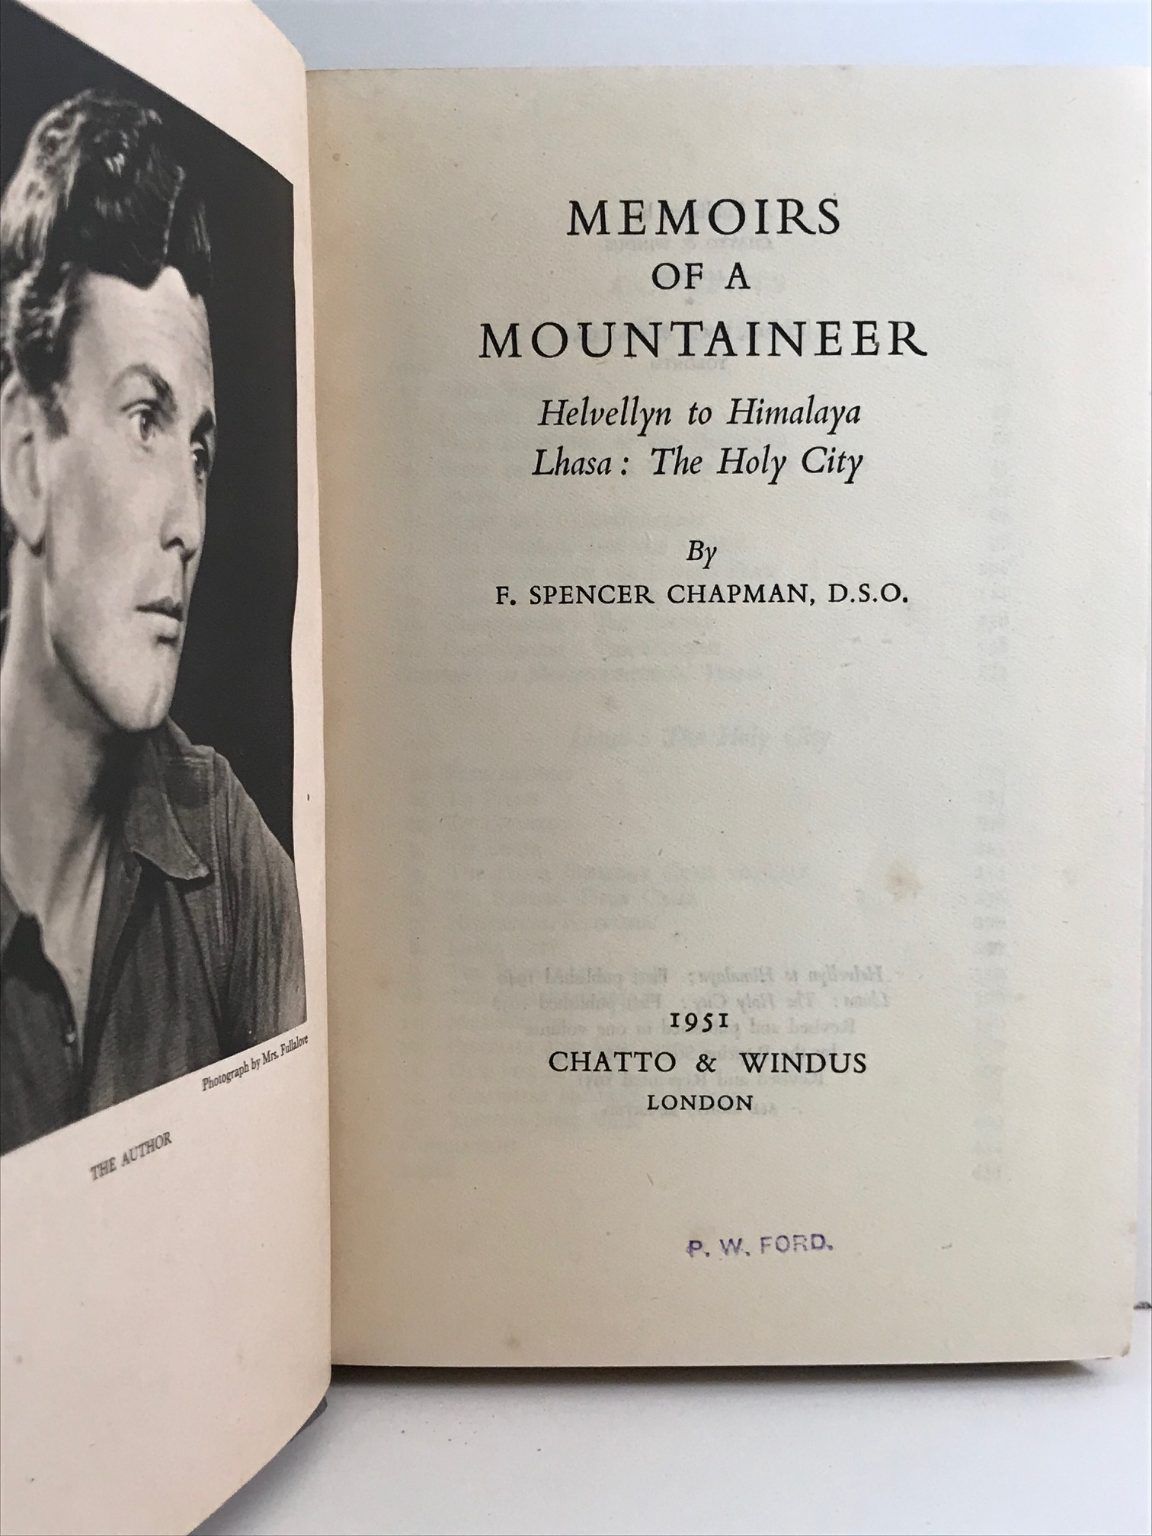 Photograph by Mrs. Fullalove
THE AUTHOR
MEMOIRS
OF A
MOUNTAINEER
Helvellyn to Himalaya
Lhasa: The Holy City
By
F. SPENCER CHAPMAN, D.S.O.
1951
CHATTO & WINDUS
LONDON
P. W. FORD.